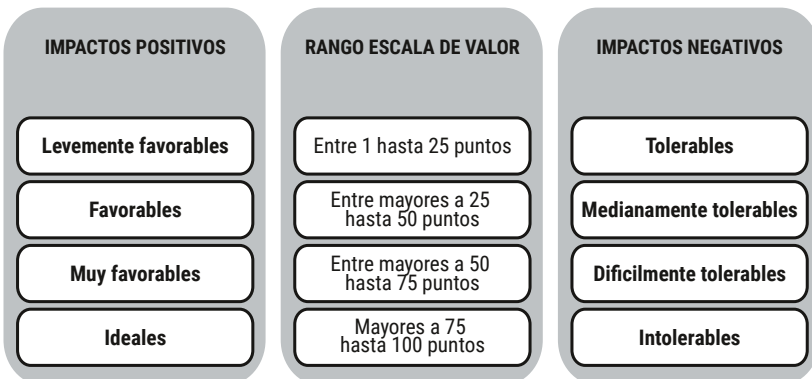 IMPACTOS POSITIVOS
RANGO ESCALA DE VALOR
IMPACTOS NEGATIVOS
Levemente favorables
Entre 1 hasta 25 puntos
Tolerables
Favorables
Entre mayores a 25
hasta 50 puntos
Medianamente tolerables
Muy favorables
Entre mayores a 50
hasta 75 puntos
Dificilmente tolerables
Ideales
Mayores a 75
hasta 100 puntos
Intolerables